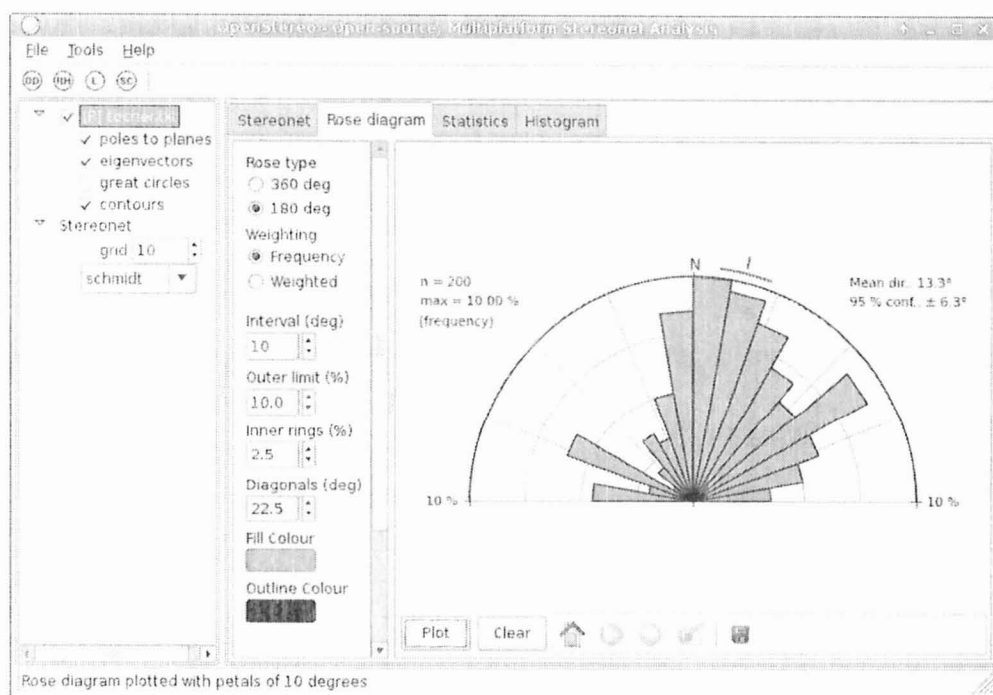 OpenStereo - Open-source, Multiplatform Stereonet Analysis
File Tools Help
DD RH L SC
poles to planes
eigenvectors
great circles
contours
Stereonet
grid 10
schmidt
Stereonet Rose diagram Statistics Histogram
Rose type
360 deg
180 deg
Weighting
Frequency
Weighted
Interval (deg)
10
Outer limit (%)
10.0
Inner rings (%)
2.5
Diagonals (deg)
22.5
Fill Colour
Outline Colour
n = 200
max = 10.00 %
(frequency)
N
Mean dir.. 13.3°
95 % conf.. ± 6.3°
10 %
10 %
Plot Clear
Rose diagram plotted with petals of 10 degrees